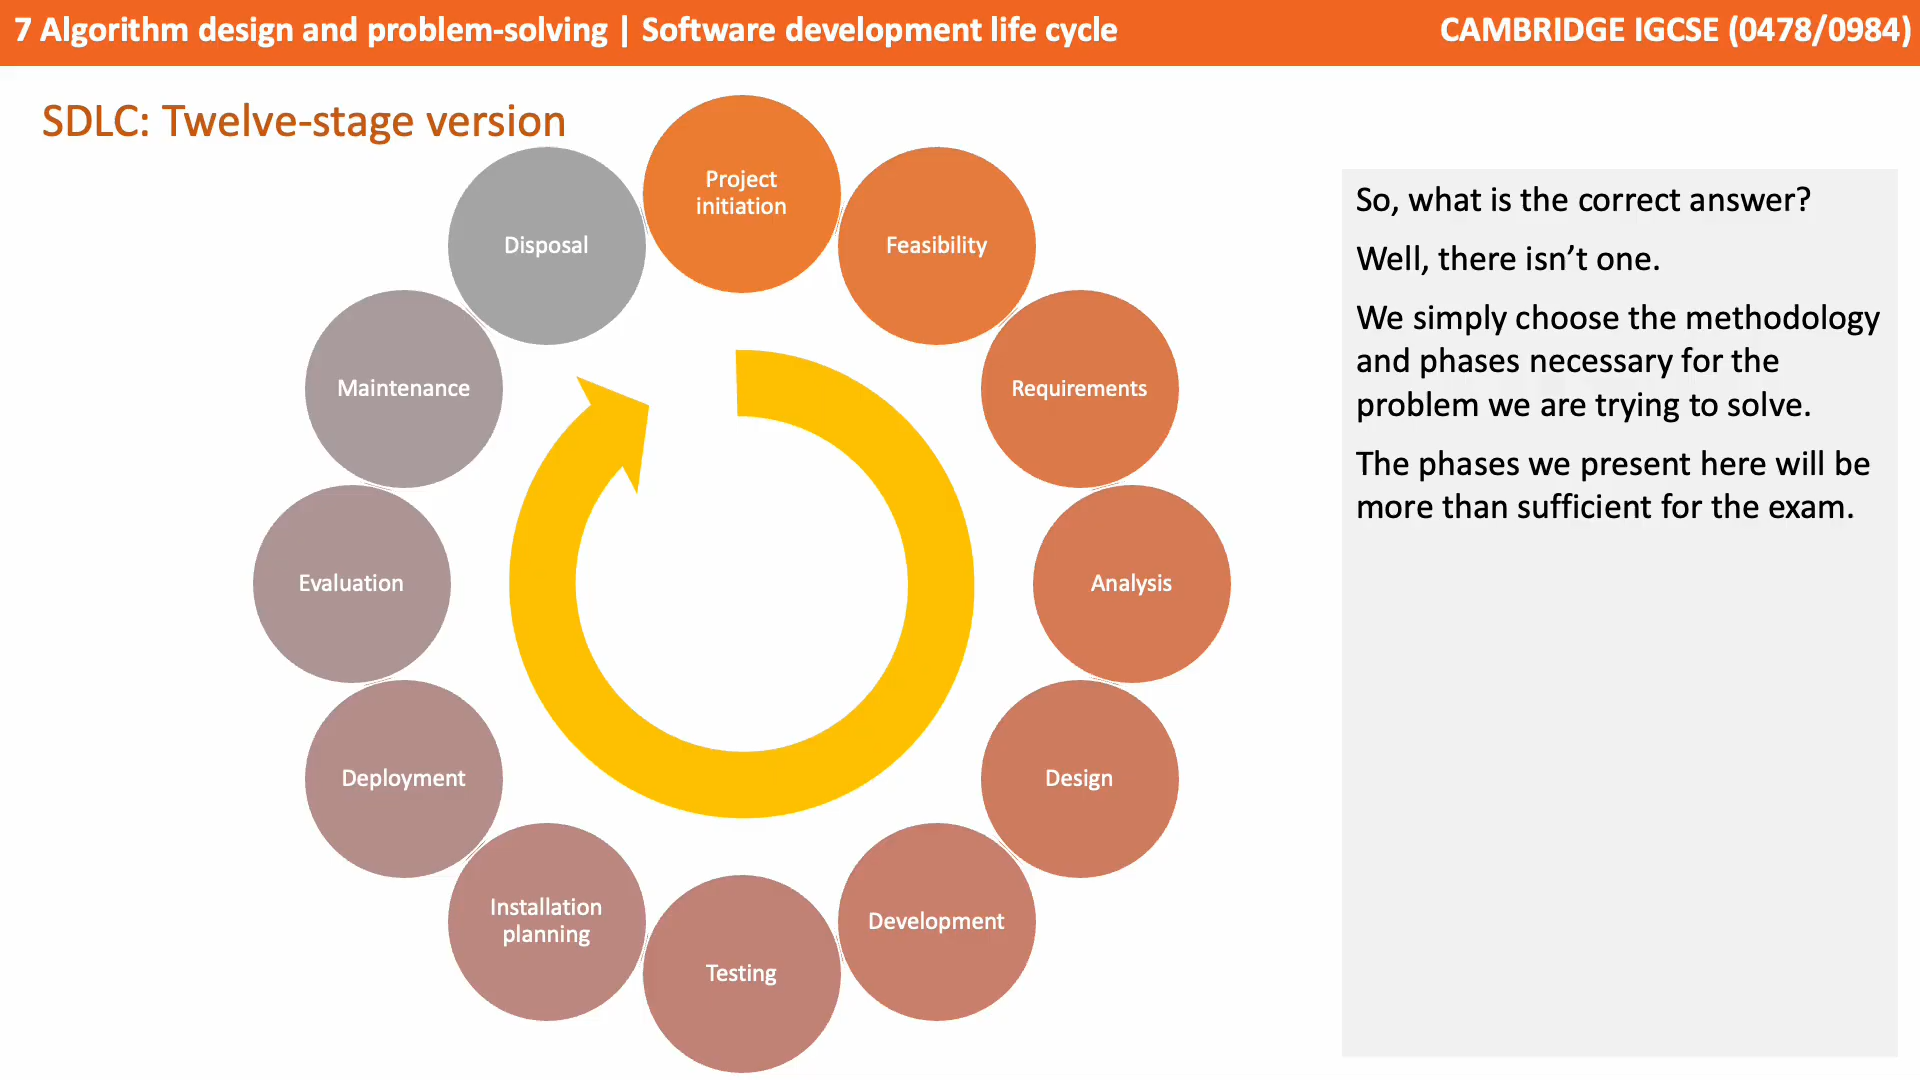 7 Algorithm design and problem-solving | Software development life cycle
CAMBRIDGE IGCSE (0478/0984)
SDLC: Twelve-stage version
Project
initiation
Feasibility
Requirements
Analysis
Design
Development
Testing
Installation
planning
Deployment
Evaluation
Maintenance
Disposal
So, what is the correct answer?
Well, there isn’t one.
We simply choose the methodology
and phases necessary for the
problem we are trying to solve.
The phases we present here will be
more than sufficient for the exam.